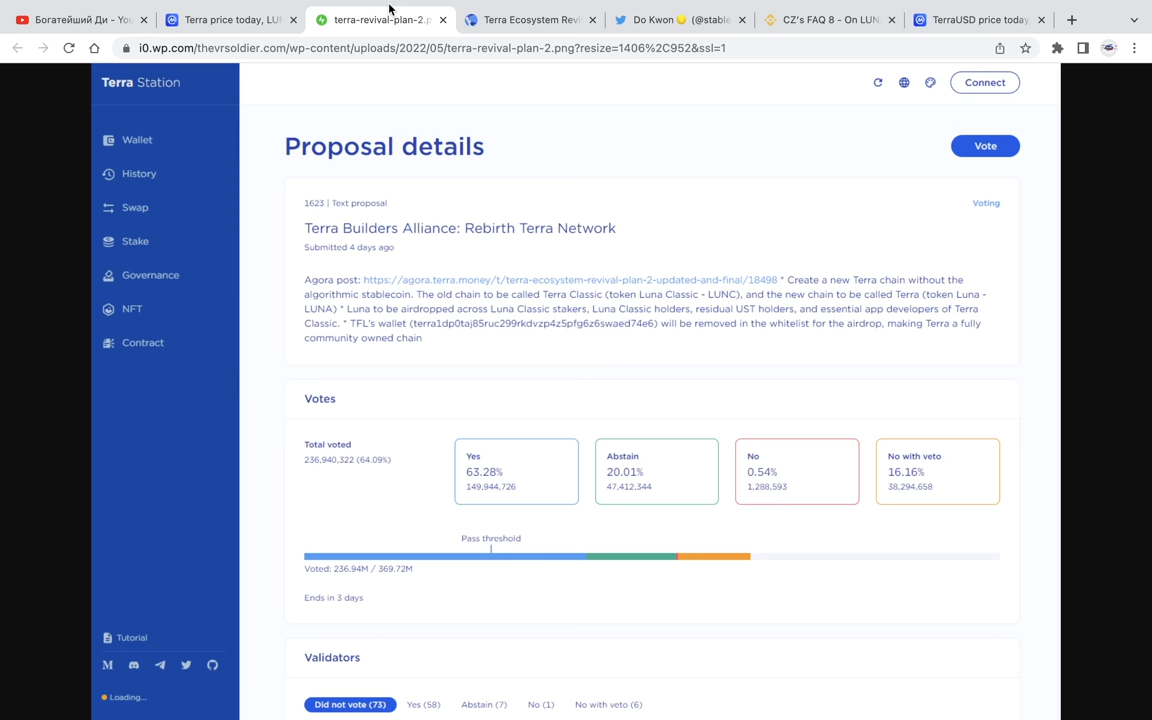 Богатейший Ди - You
Terra price today, LUN
terra-revival-plan-2.p
Terra Ecosystem Revi
Do Kwon (@stable
CZ's FAQ 8 - On LUN
TerraUSD price today,
i0.wp.com/thevrsoldier.com/wp-content/uploads/2022/05/terra-revival-plan-2.png?resize=1406%2C952&ssl=1
Terra Station
Connect
Wallet
History
Swap
Stake
Governance
NFT
Contract
Proposal details
Vote
1623 | Text proposal
Voting
Terra Builders Alliance: Rebirth Terra Network
Submitted 4 days ago
Agora post: https://agora.terra.money/t/terra-ecosystem-revival-plan-2-updated-and-final/18498 * Create a new Terra chain without the
algorithmic stablecoin. The old chain to be called Terra Classic (token Luna Classic - LUNC), and the new chain to be called Terra (token Luna -
LUNA) * Luna to be airdropped across Luna Classic stakers, Luna Classic holders, residual UST holders, and essential app developers of Terra
Classic. * TFL's wallet (terra1dp0taj85ruc299rkdvzp4z5pfg6z6swaed74e6) will be removed in the whitelist for the airdrop, making Terra a fully
community owned chain
Votes
Total voted
236,940,322 (64.09%)
Yes
63.28%
149,944,726
Abstain
20.01%
47,412,344
No
0.54%
1,288,593
No with veto
16.16%
38,294,658
Pass threshold
Voted: 236.94M / 369.72M
Ends in 3 days
Validators
Did not vote (73)
Yes (58)
Abstain (7)
No (1)
No with veto (6)
Tutorial
Loading...